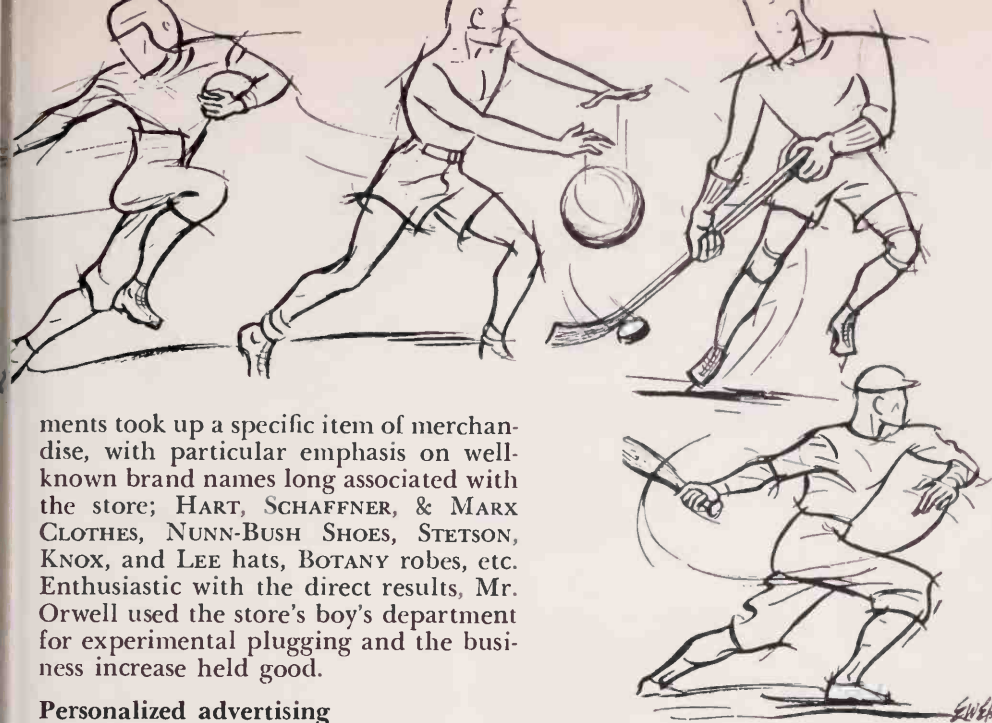 ments took up a specific item of merchan-
dise, with particular emphasis on well-
known brand names long associated with
the store; HART, SCHAFFNER, & MARX
CLOTHES, NUNN-BUSH SHOES, STETSON,
KNOX, and LEE hats, BOTANY robes, etc.
Enthusiastic with the direct results, Mr.
Orwell used the store's boy's department
for experimental plugging and the busi-
ness increase held good.
Personalized advertising